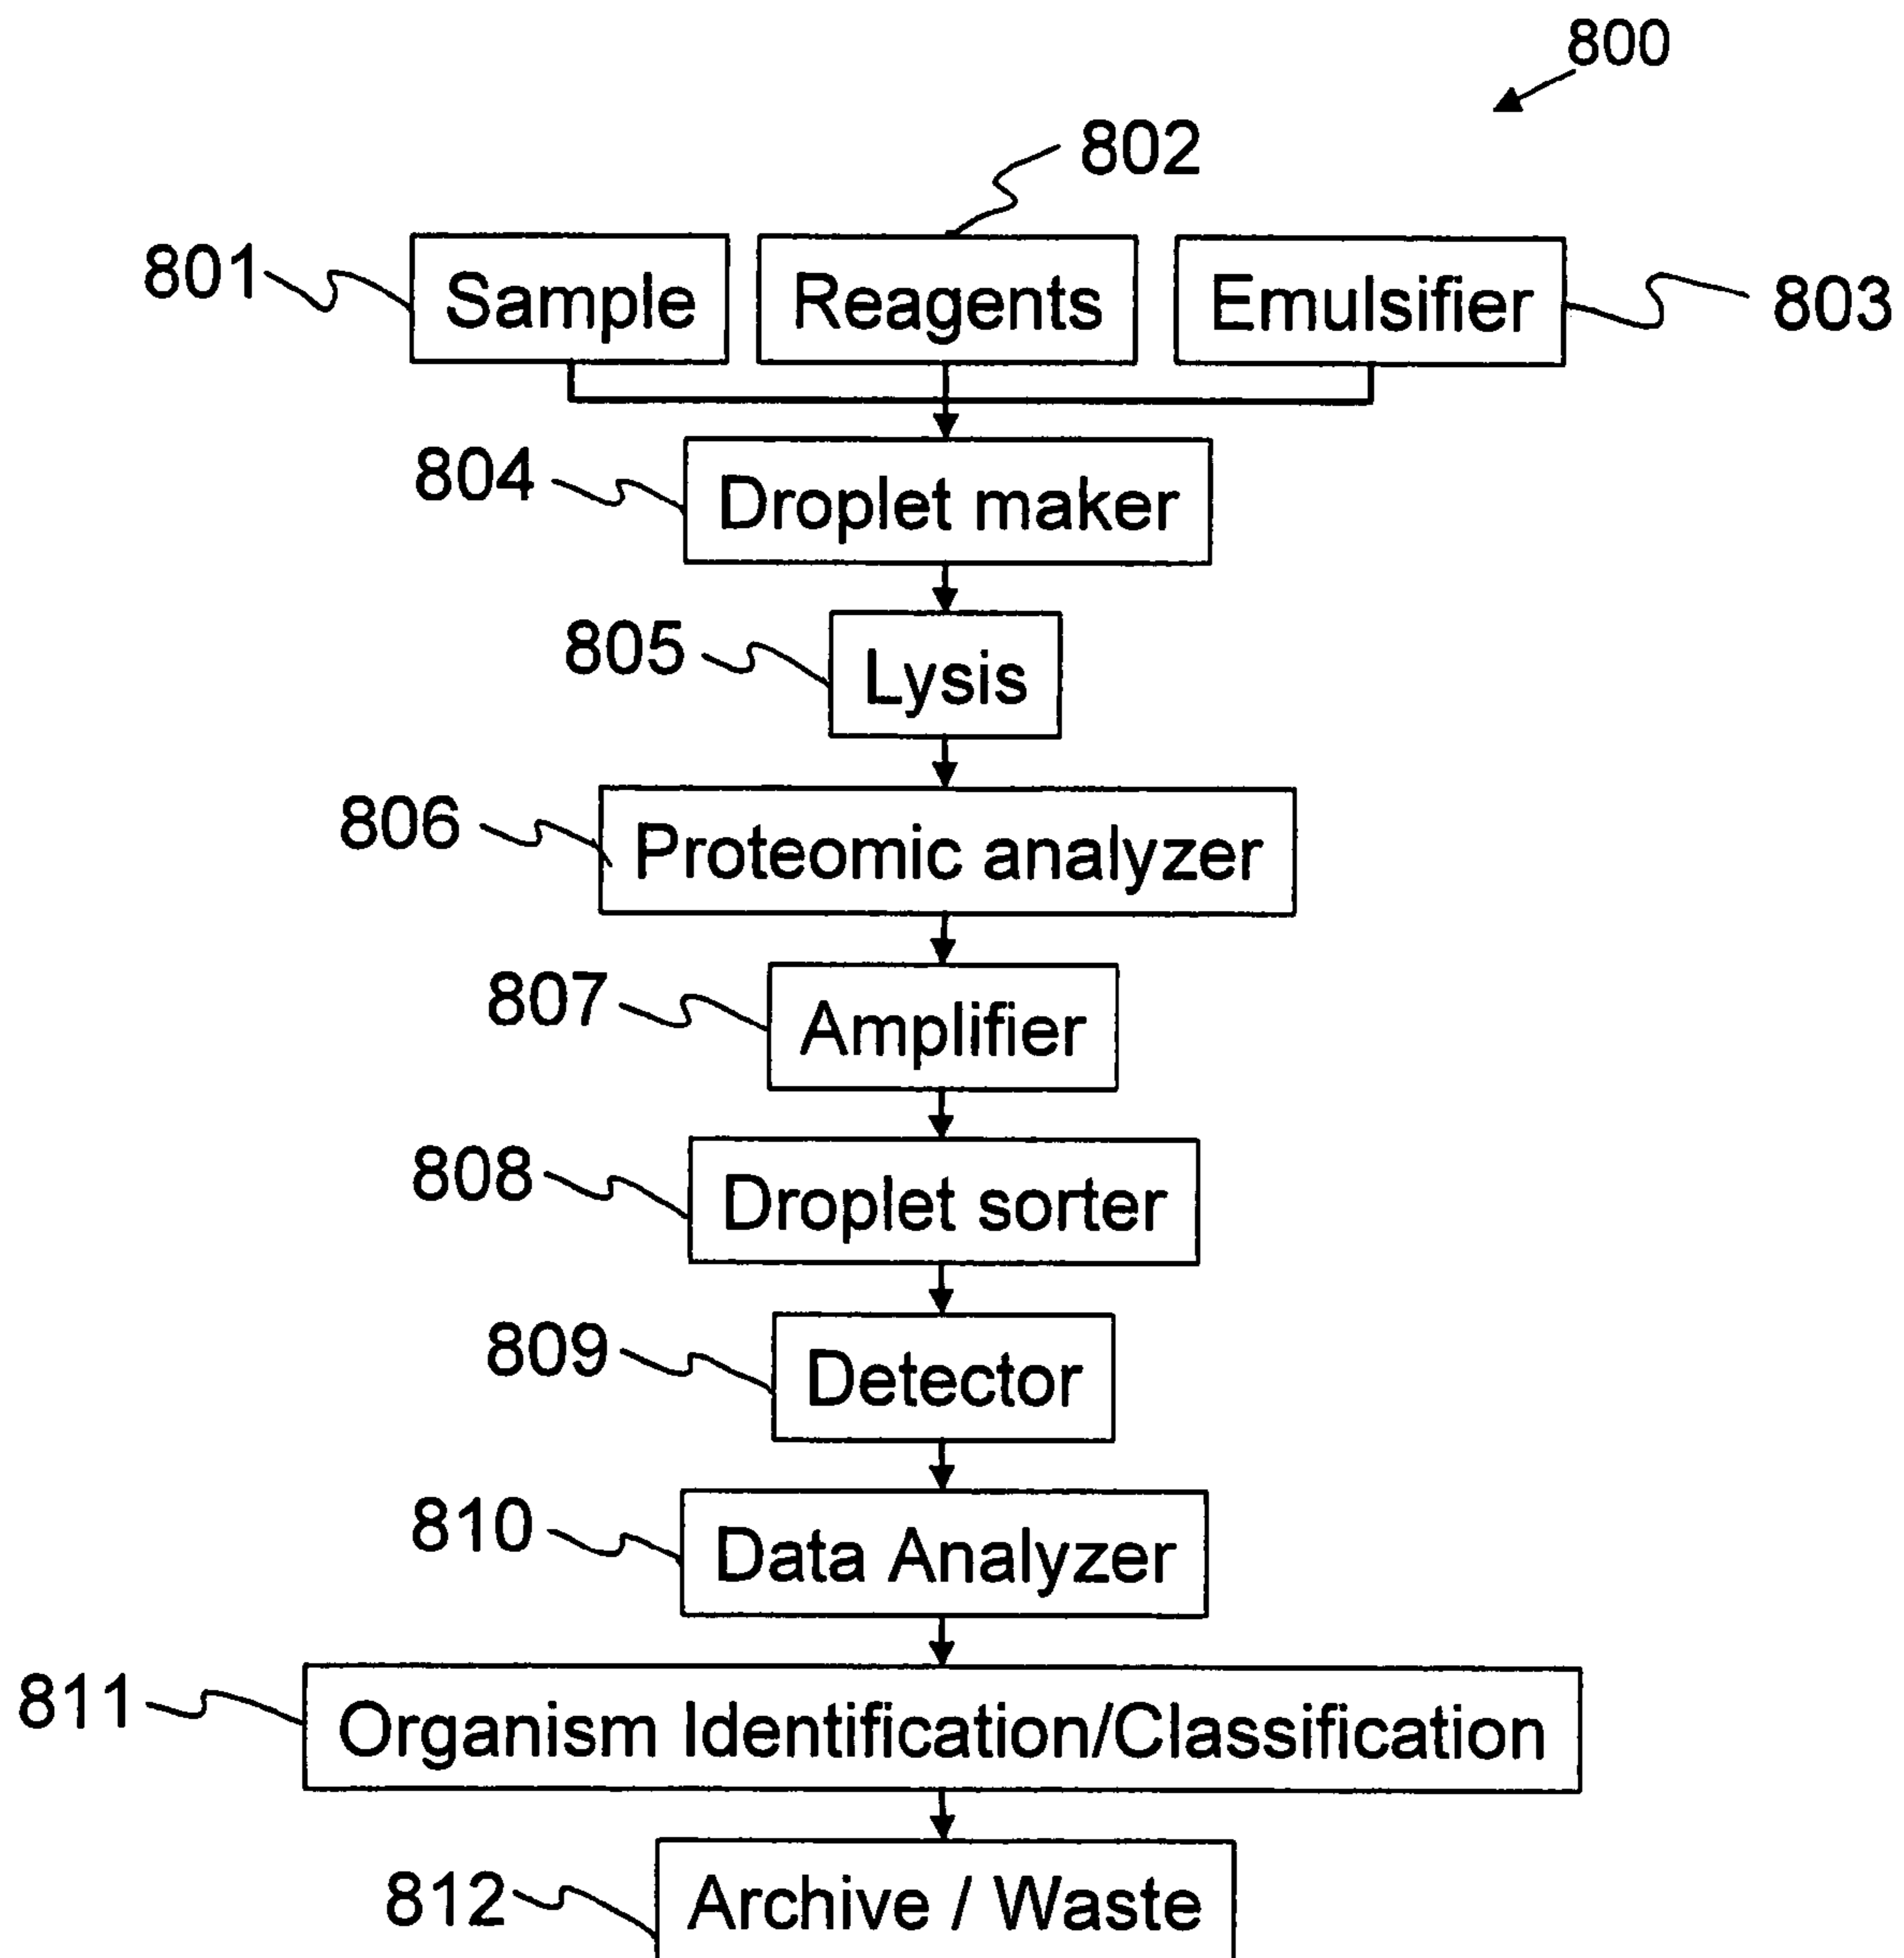 800
802
801 Sample Reagents Emulsifier 803
804 Droplet maker
805 Lysis
806 Proteomic analyzer
807 Amplifier
808 Droplet sorter
809 Detector
810 Data Analyzer
811 Organism Identification/Classification
812 Archive / Waste